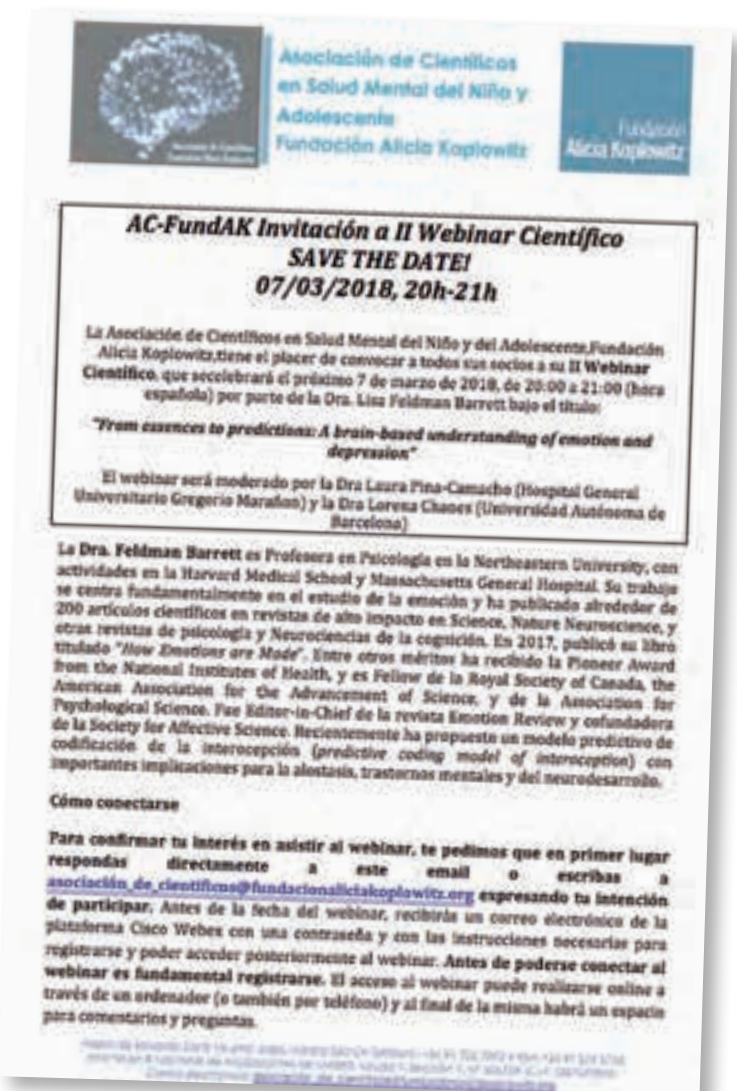 Asociación de Científicos
en Salud Mental del Niño y
Adolescente
Fundación Alicia Koplowitz
Fundación
Alicia Koplowitz
AC-FundAK Invitación a II Webinar Científico
SAVE THE DATE!
07/03/2018, 20h-21h
La Asociación de Científicos en Salud Mental del Niño y del Adolescente,Fundación
Alicia Koplowitz,tiene el placer de convocar a todos sus socios a su II Webinar
Científico, que secelebrará el próximo 7 de marzo de 2018, de 20:00 a 21:00 (hora
española) por parte de la Dra. Lisa Feldman Barrett bajo el título:
"From essences to predictions: A brain-based understanding of emotion and
depression"
El webinar será moderado por la Dra Laura Pina-Camacho (Hospital General
Universitario Gregorio Marañon) y la Dra Lorena Chanes (Universidad Autónoma de
Barcelona)
La Dra. Feldman Barrett es Profesora en Psicología en la Northeastern University, con
actividades en la Harvard Medical School y Massachusetts General Hospital. Su trabajo
se centra fundamentalmente en el estudio de la emoción y ha publicado alrededor de
200 artículos científicos en revistas de alto impacto en Science, Nature Neuroscience, y
otras revistas de psicología y Neurociencias de la cognición. En 2017, publicó su libro
titulado "How Emotions are Made". Entre otros méritos ha recibido la Pioneer Award
from the National Institutes of Health, y es Fellow de la Royal Society of Canada, the
American Association for the Advancement of Science, y de la Association for
Psychological Science. Fue Editor-in-Chief de la revista Emotion Review y cofundadora
de la Society for Affective Science. Recientemente ha propuesto un modelo predictivo de
codificación de la interocepción (predictive coding model of interoception) con
importantes implicaciones para la alostasis, trastornos mentales y del neurodesarrollo.
Cómo conectarse
Para confirmar tu interés en asistir al webinar, te pedimos que en primer lugar
respondas directamente a este email o escribas a
asociación_de_cientificos@fundacionaliciakoplowitz.org expresando tu intención
de participar. Antes de la fecha del webinar, recibirás un correo electrónico de la
plataforma Cisco Webex con una contraseña y con las instrucciones necesarias para
registrarse y poder acceder posteriormente al webinar. Antes de poderse conectar al
webinar es fundamental registrarse. El acceso al webinar puede realizarse online a
través de un ordenador (o también por teléfono) y al final de la misma habrá un espacio
para comentarios y preguntas.